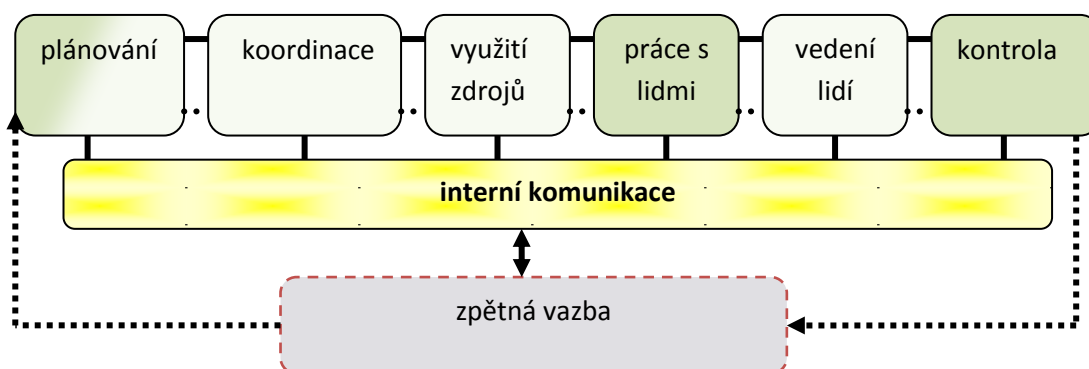 plánování
koordinace
využití
zdrojů
práce s
lidmi
vedení
lidí
kontrola
interní komunikace
zpětná vazba